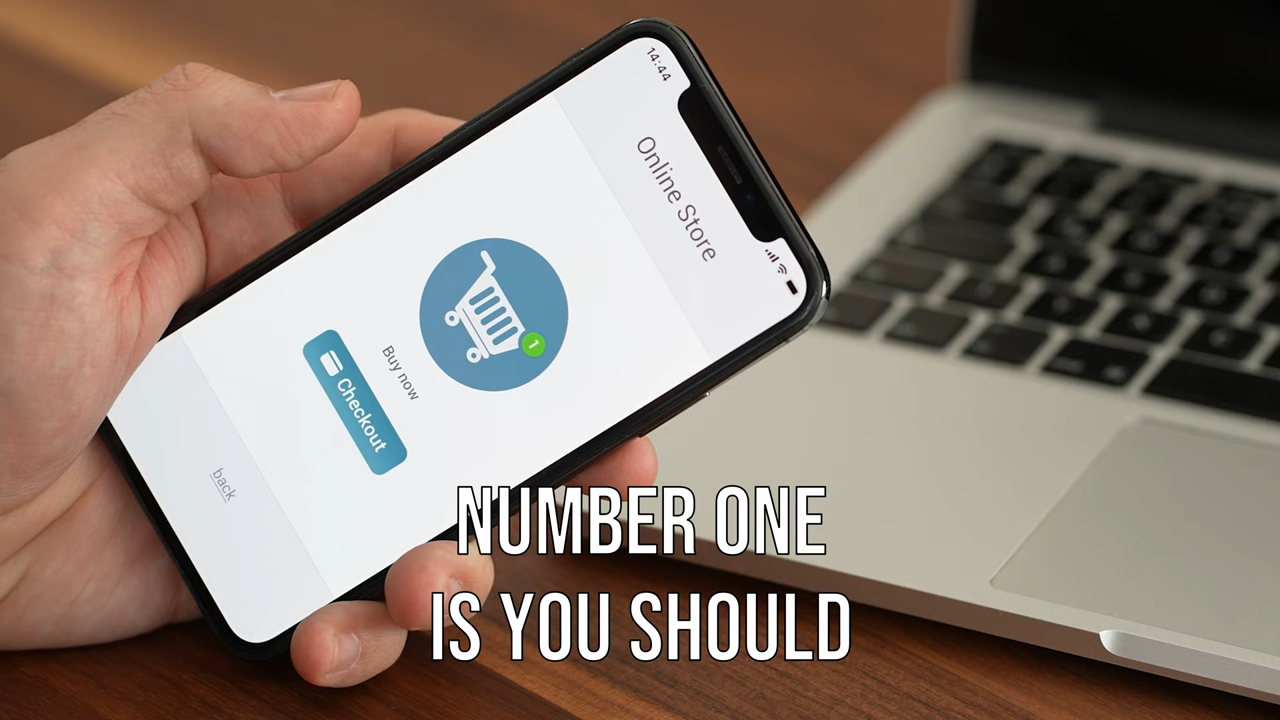 14:44
Online Store
1
Buy now
Checkout
back
NUMBER ONE
IS YOU SHOULD